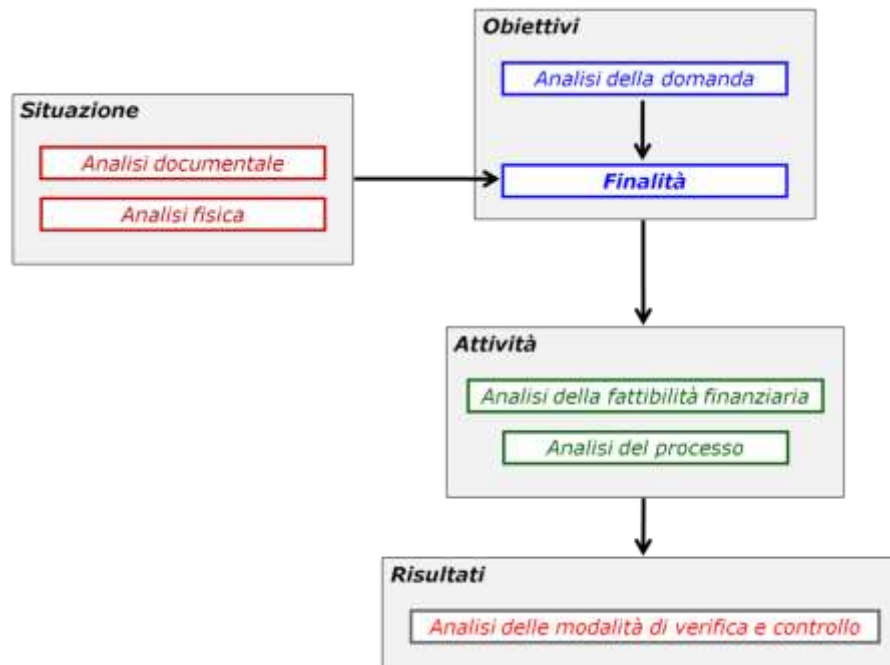 Obiettivi
Analisi della domanda
Finalità
Situazione
Analisi documentale
Analisi fisica
Attività
Analisi della fattibilità finanziaria
Analisi del processo
Risultati
Analisi delle modalità di verifica e controllo